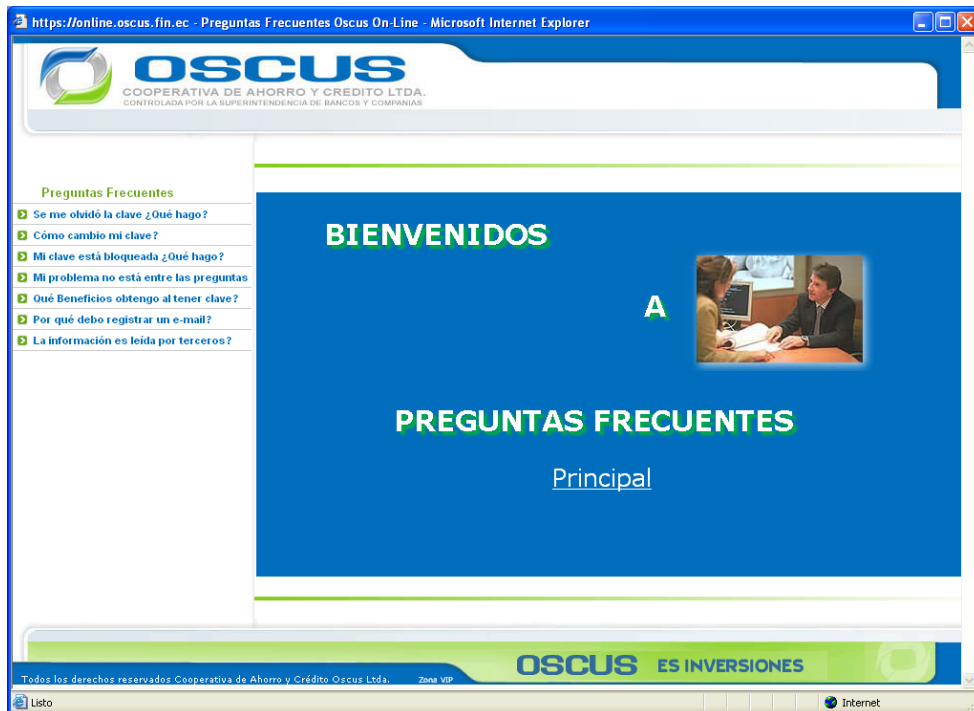 https://online.oscus.fin.ec - Preguntas Frecuentes Oscus On-Line - Microsoft Internet Explorer
OSCUS
COOPERATIVA DE AHORRO Y CREDITO LTDA.
CONTROLADA POR LA SUPERINTENDENCIA DE BANCOS Y COMPAÑIAS
Preguntas Frecuentes
Se me olvidó la clave ¿Qué hago?
Cómo cambio mi clave?
Mi clave está bloqueada ¿Qué hago?
Mi problema no está entre las preguntas
Qué Beneficios obtengo al tener clave?
Por qué debo registrar un e-mail?
La información es leída por terceros?
BIENVENIDOS
A
PREGUNTAS FRECUENTES
Principal
OSCUS ES INVERSIONES
Todos los derechos reservados Cooperativa de Ahorro y Crédito Oscus Ltda. Zona VIP
Listo
Internet